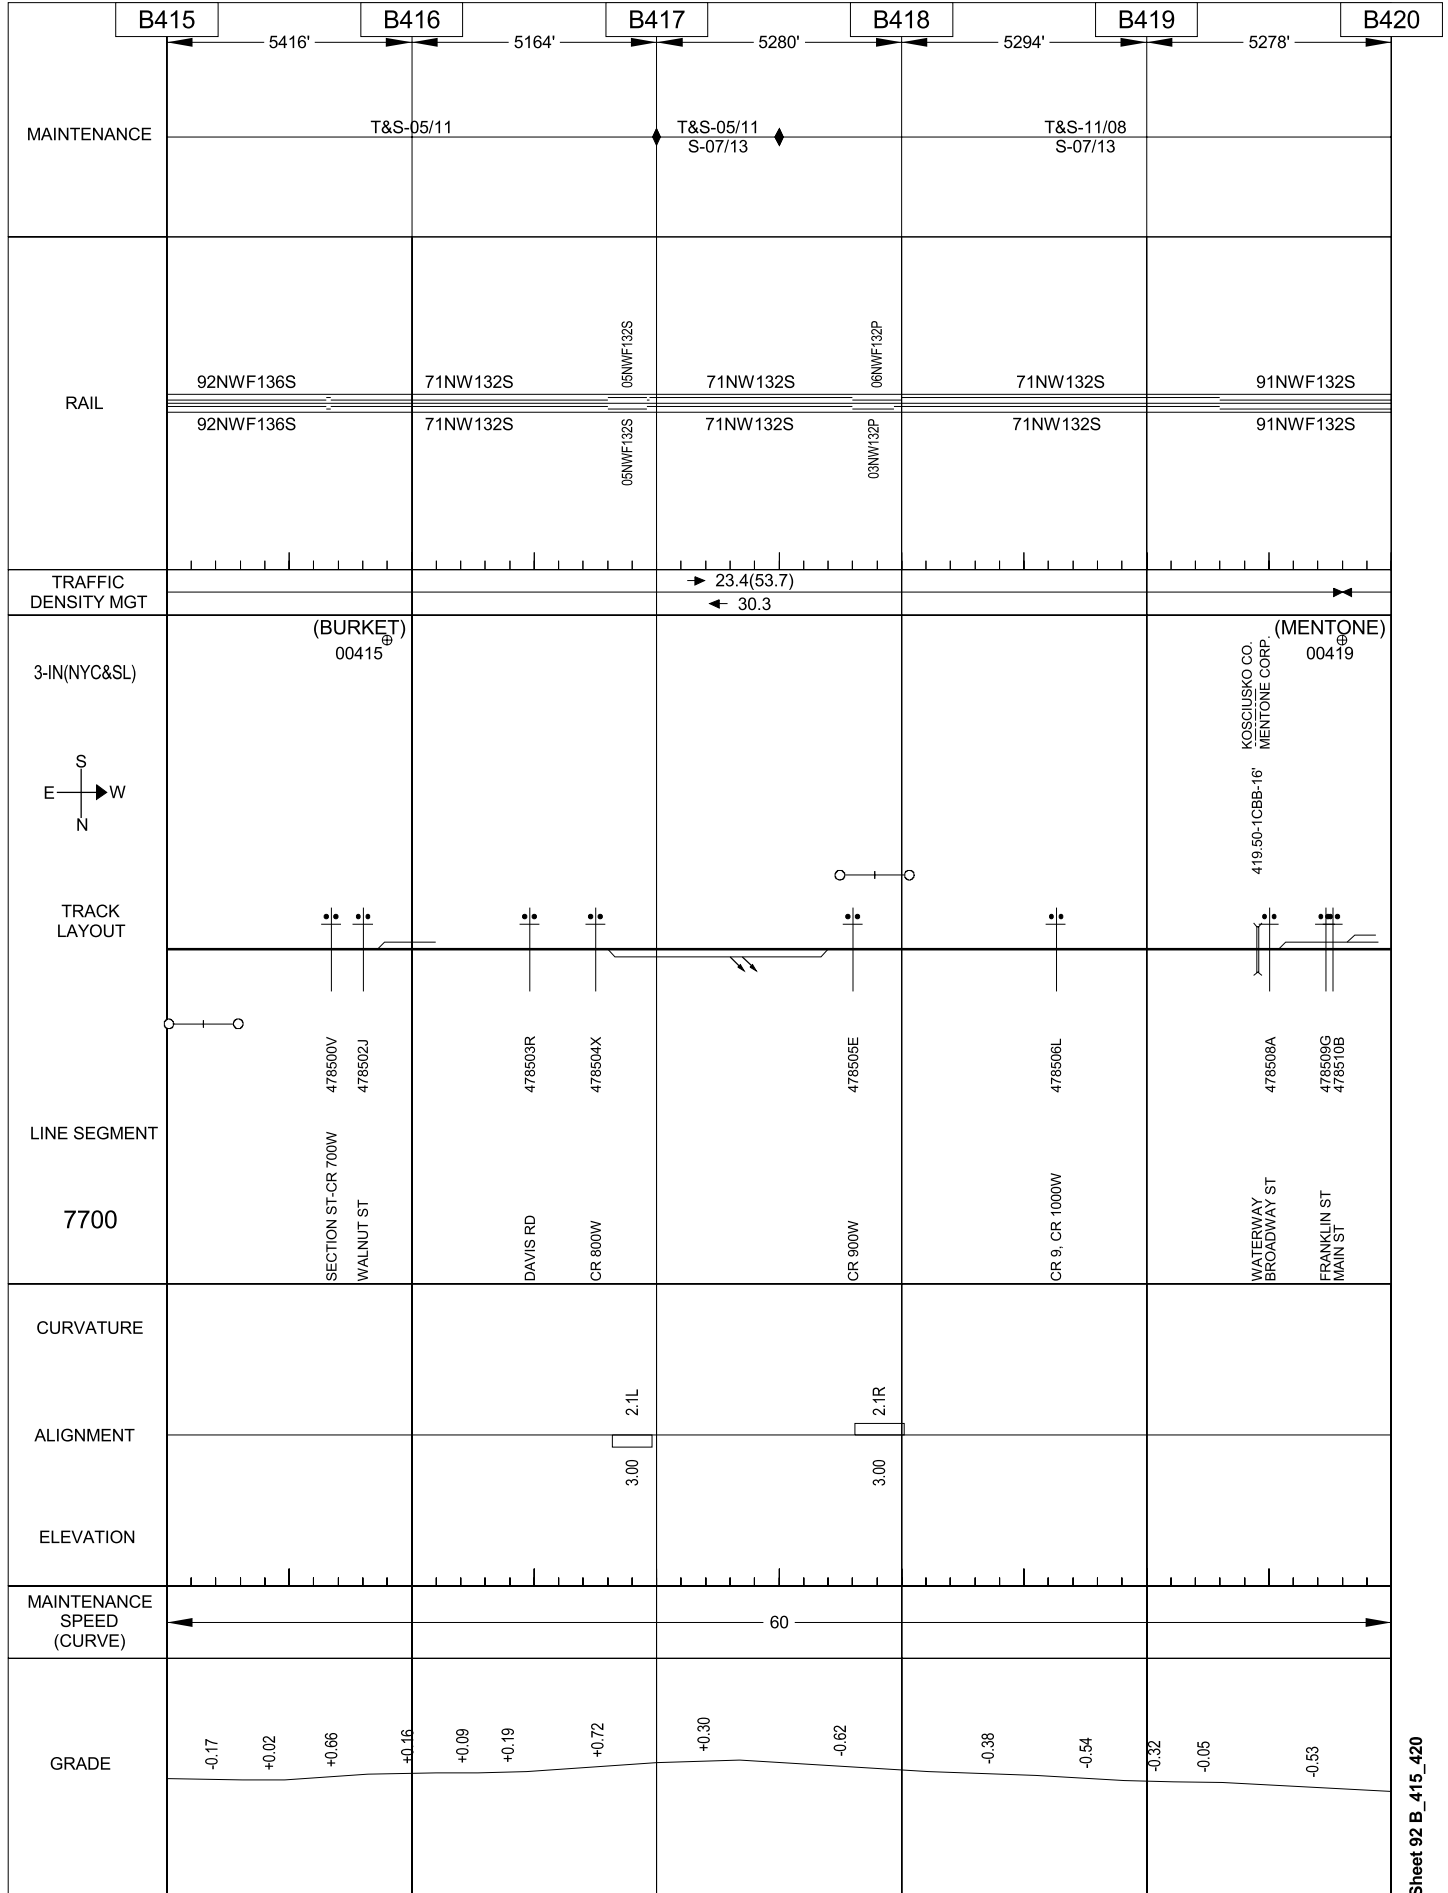 B415 B416 B417 B418 B419 B420
5416' 5164' 5280' 5294' 5278'
MAINTENANCE
T&S-05/11 T&S-05/11 T&S-11/08
S-07/13 S-07/13
05NWF132S 06NWF132P
92NWF136S 71NW132S 71NW132S 71NW132S 91NWF132S
RAIL
92NWF136S 71NW132S 71NW132S 71NW132S 91NWF132S
05NWF132S 03NW132P
TRAFFIC
DENSITY MGT
23.4(53.7)
30.3
(BURKET) (MENTONE)
00415 00419
3-IN(NYC&SL)
KOSCIUSKO CO.
MENTONE CORP.
S
E W
N
419.50-1CBB-16'
TRACK
LAYOUT
478500V 478502J 478503R 478504X 478505E 478506L 478508A 478509G 478510B
LINE SEGMENT
7700
SECTION ST-CR 700W
WALNUT ST
DAVIS RD
CR 800W
CR 900W
CR 9, CR 1000W
WATERWAY
BROADWAY ST
FRANKLIN ST
MAIN ST
CURVATURE
2.1L 2.1R
ALIGNMENT
3.00 3.00
ELEVATION
MAINTENANCE
SPEED
(CURVE)
60
GRADE
-0.17 +0.02 +0.66 +0.16 +0.09 +0.19 +0.72 +0.30 -0.62 -0.38 -0.54 -0.32 -0.05 -0.53
Sheet 92 B_415_420